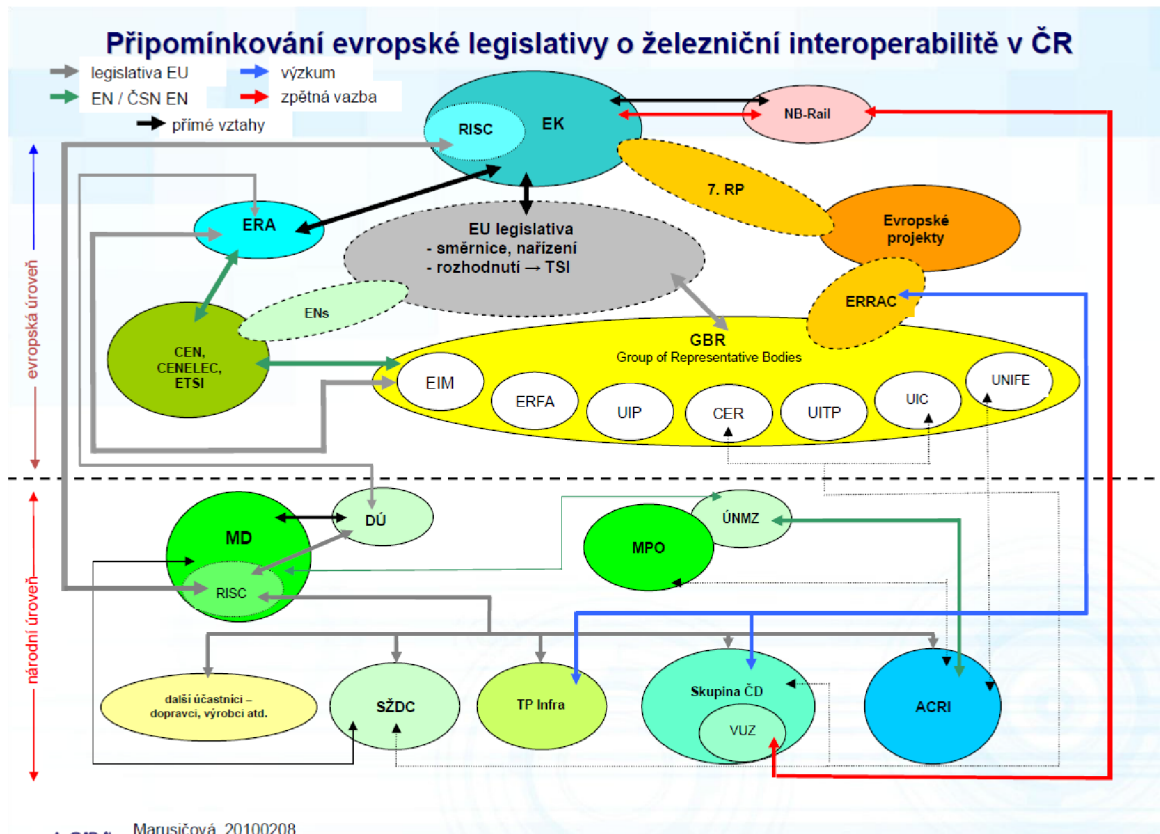 Připomínkování evropské legislativy o železniční interoperabilitě v ČR
legislativa EU
výzkum
EN / ČSN EN
zpětná vazba
přímé vztahy
RISC
EK
NB-Rail
7. RP
ERA
EU legislativa
- směrnice, nařízení
- rozhodnutí → TSI
Evropské
projekty
ENs
ERRAC
CEN,
CENELEC,
ETSI
GBR
Group of Representative Bodies
EIM
ERFA
UIP
CER
UITP
UIC
UNIFE
evropská úroveň
národní úroveň
MD
DÚ
RISC
MPO
ÚNMZ
další účastníci –
dopravci, výrobci atd.
SŽDC
TP Infra
Skupina ČD
VUZ
ACRI
Marusičová 20100208